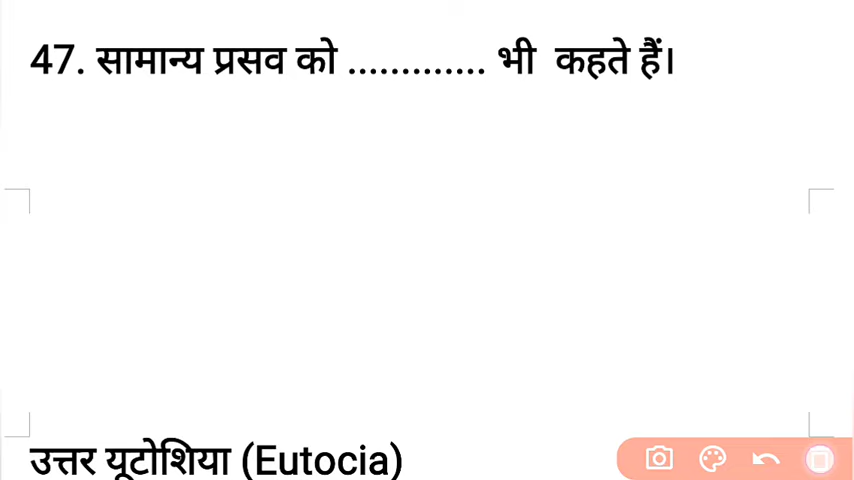 47. सामान्य प्रसव को ............. भी कहते हैं।
उत्तर यूटोशिया (Eutocia)